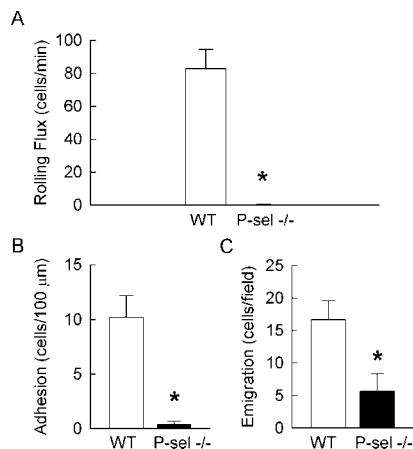 A
Rolling Flux (cells/min)
100
80
60
40
20
0
*
WT P-sel -/-
B
Adhesion (cells/100 µm)
15
10
5
0
*
WT P-sel -/-
C
Emigration (cells/field)
25
20
15
10
5
0
*
WT P-sel -/-